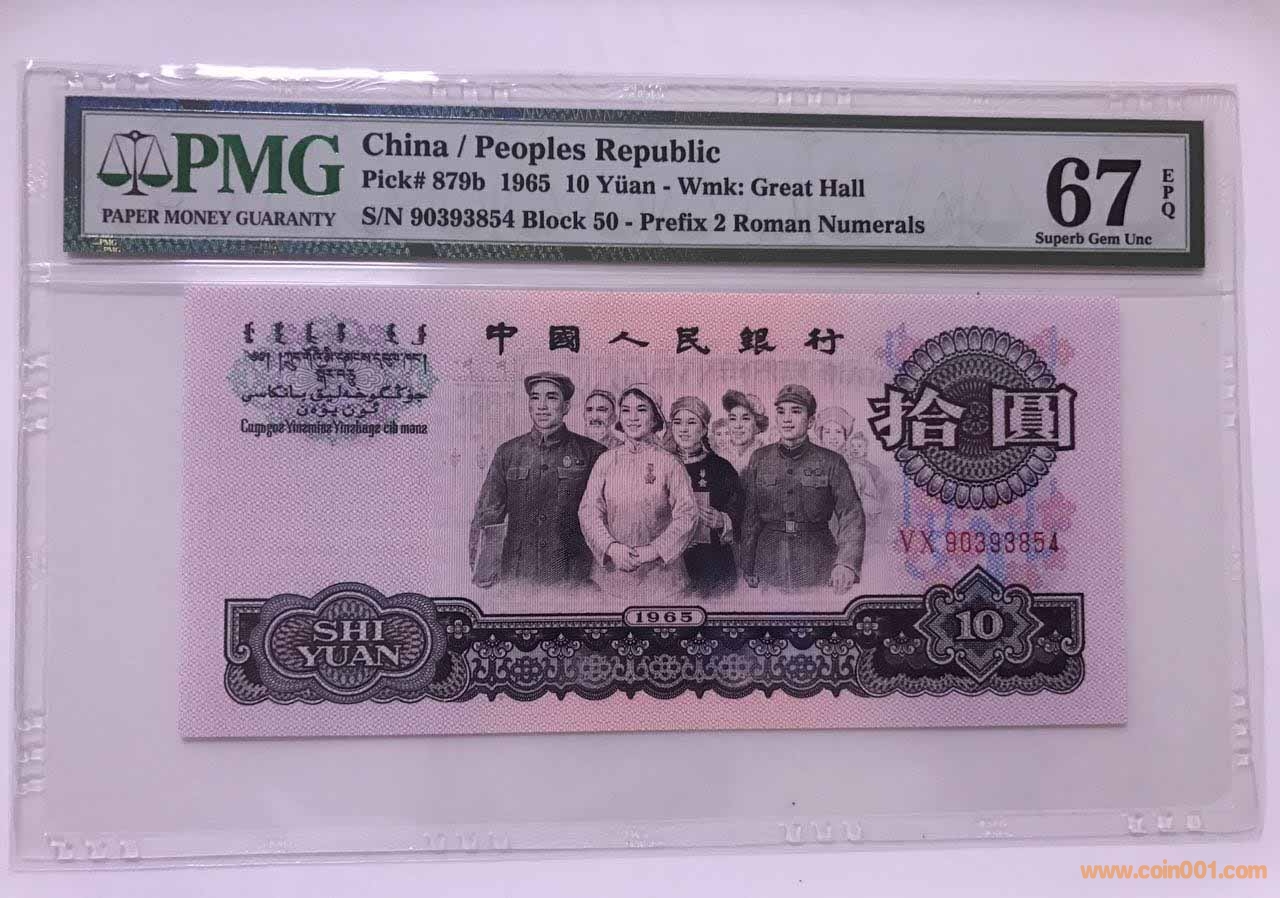 PMG
PAPER MONEY GUARANTY
China / Peoples Republic
Pick# 879b 1965 10 Yüan - Wmk: Great Hall
S/N 90393854 Block 50 - Prefix 2 Roman Numerals
67
EPQ
Superb Gem Unc
PMG
PMG
中國人民銀行
拾圓
VX 90393854
1965
SHI
YUAN
10
www.coin001.com